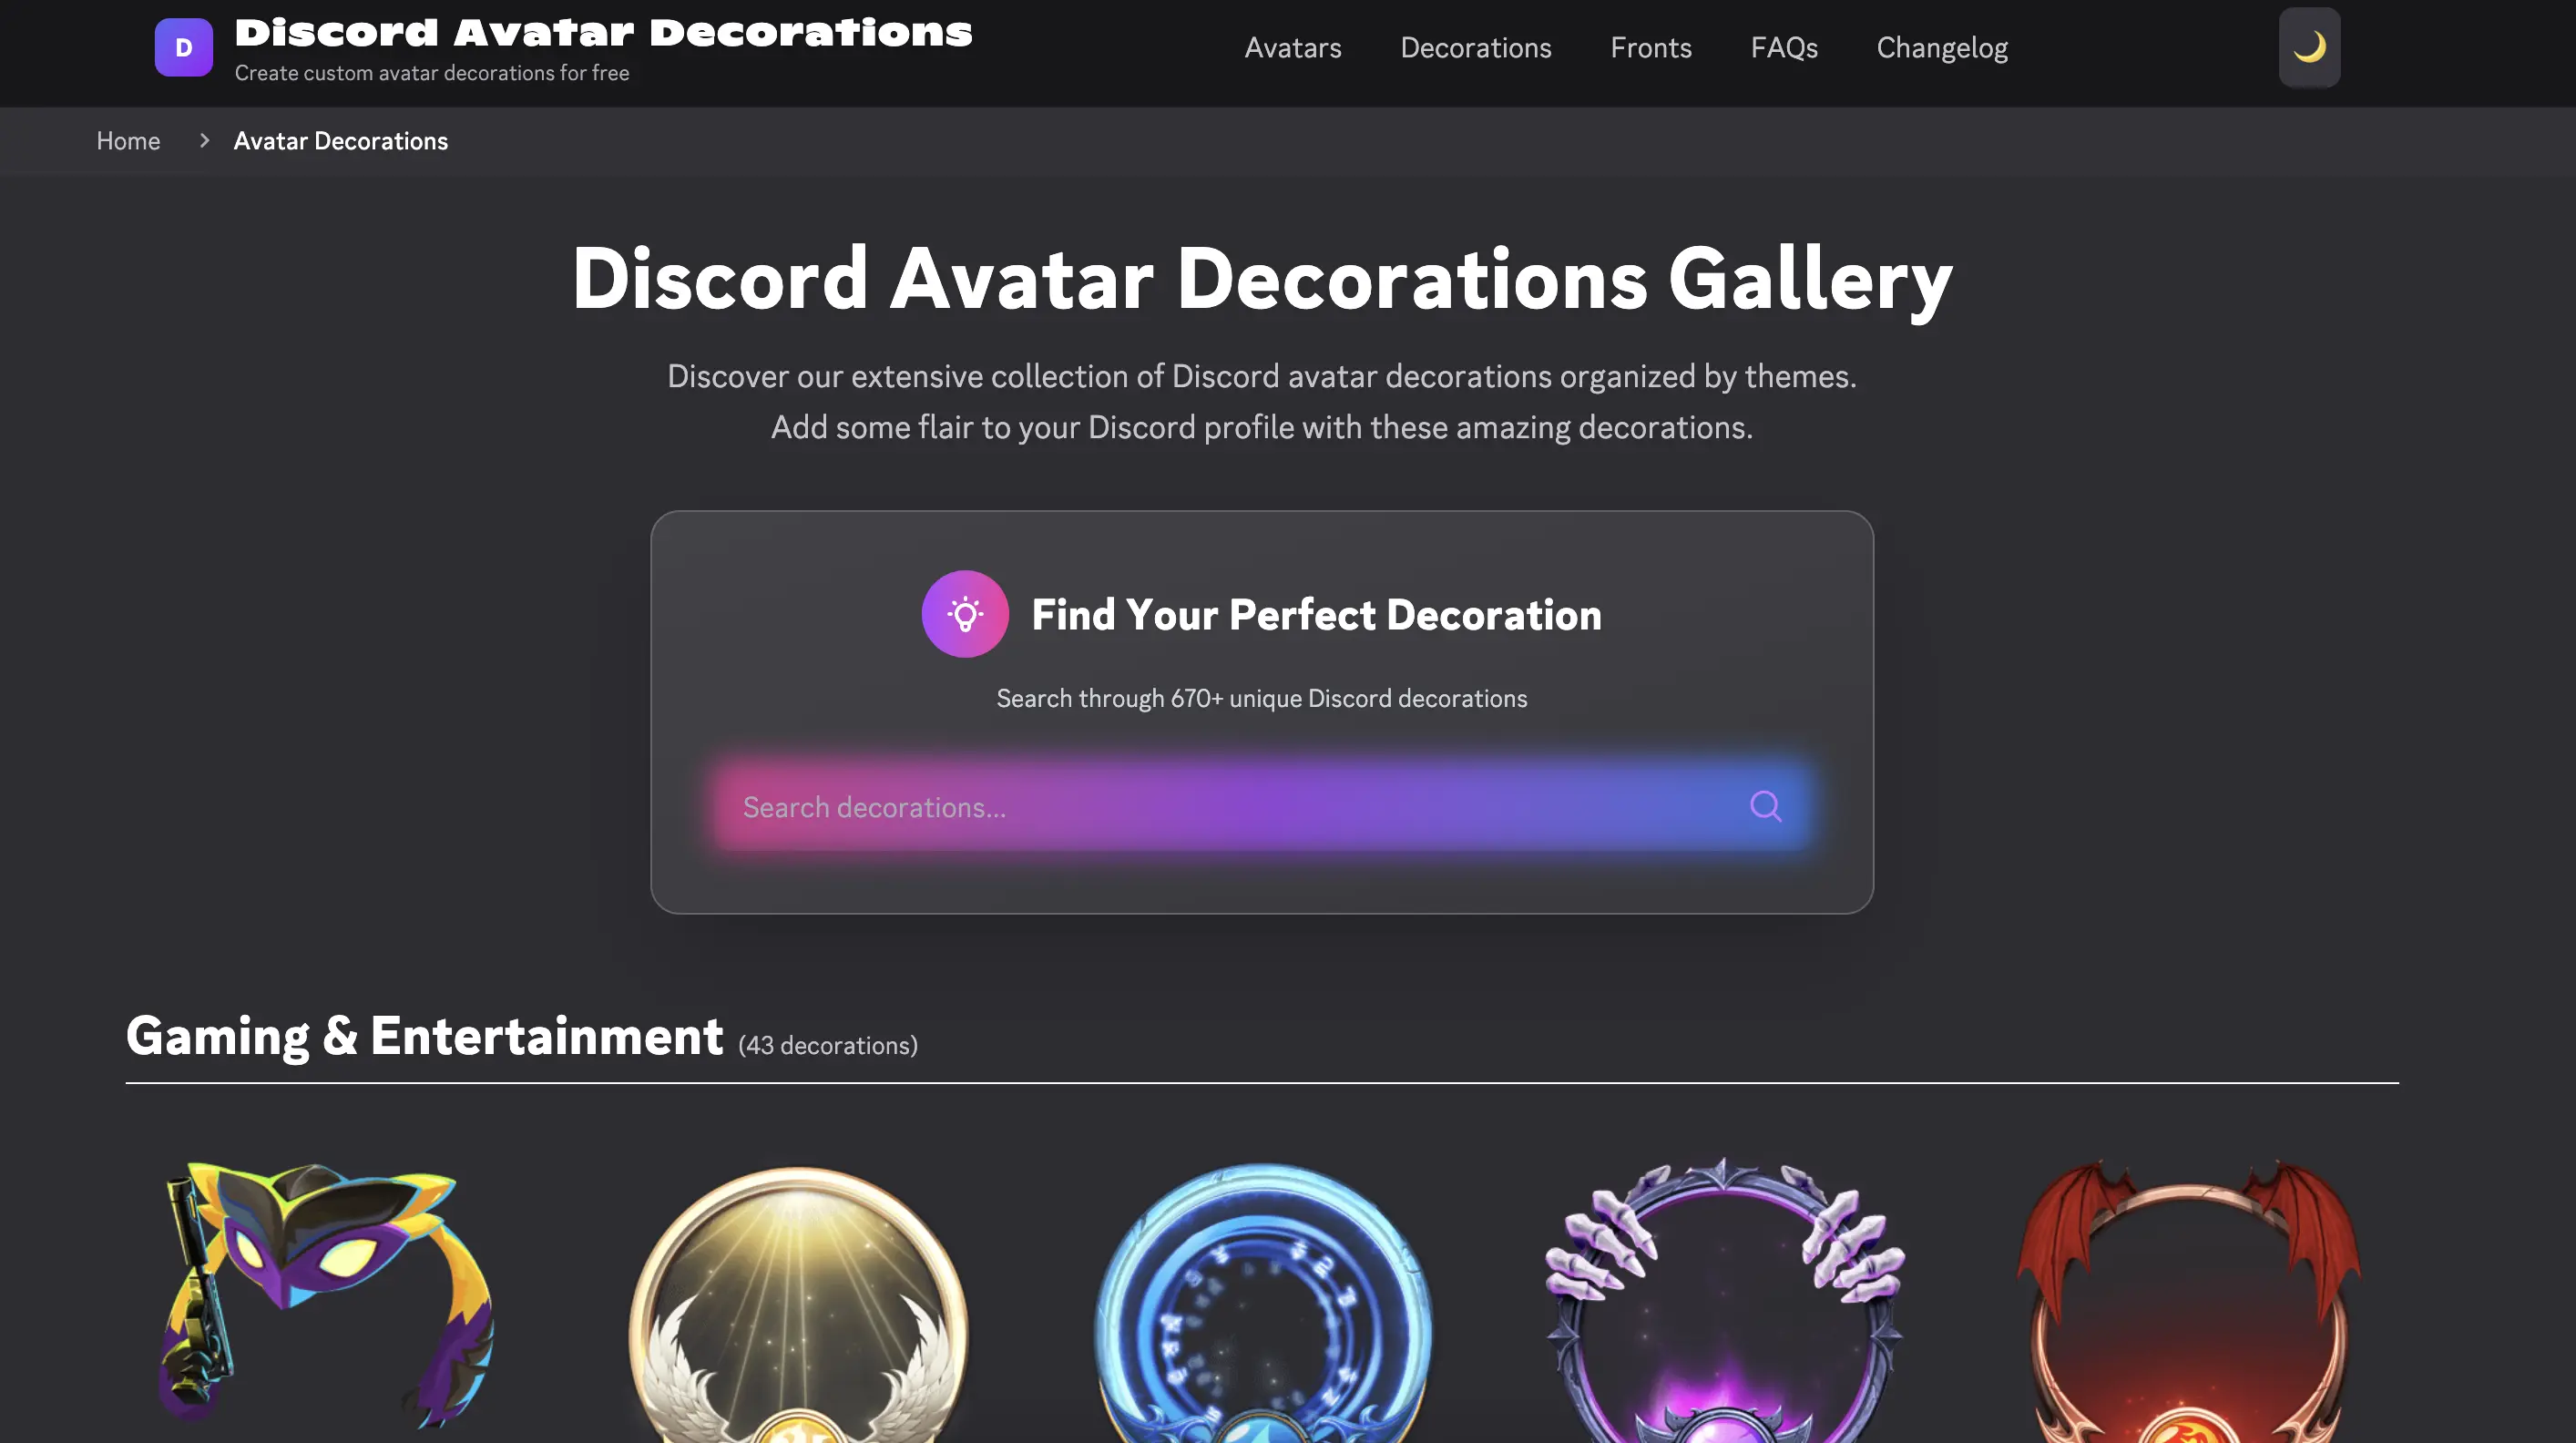 D
Discord Avatar Decorations
Create custom avatar decorations for free
Avatars
Decorations
Fronts
FAQs
Changelog
Home
Avatar Decorations
Discord Avatar Decorations Gallery
Discover our extensive collection of Discord avatar decorations organized by themes.
Add some flair to your Discord profile with these amazing decorations.
Find Your Perfect Decoration
Search through 670+ unique Discord decorations
Search decorations...
Gaming & Entertainment (43 decorations)